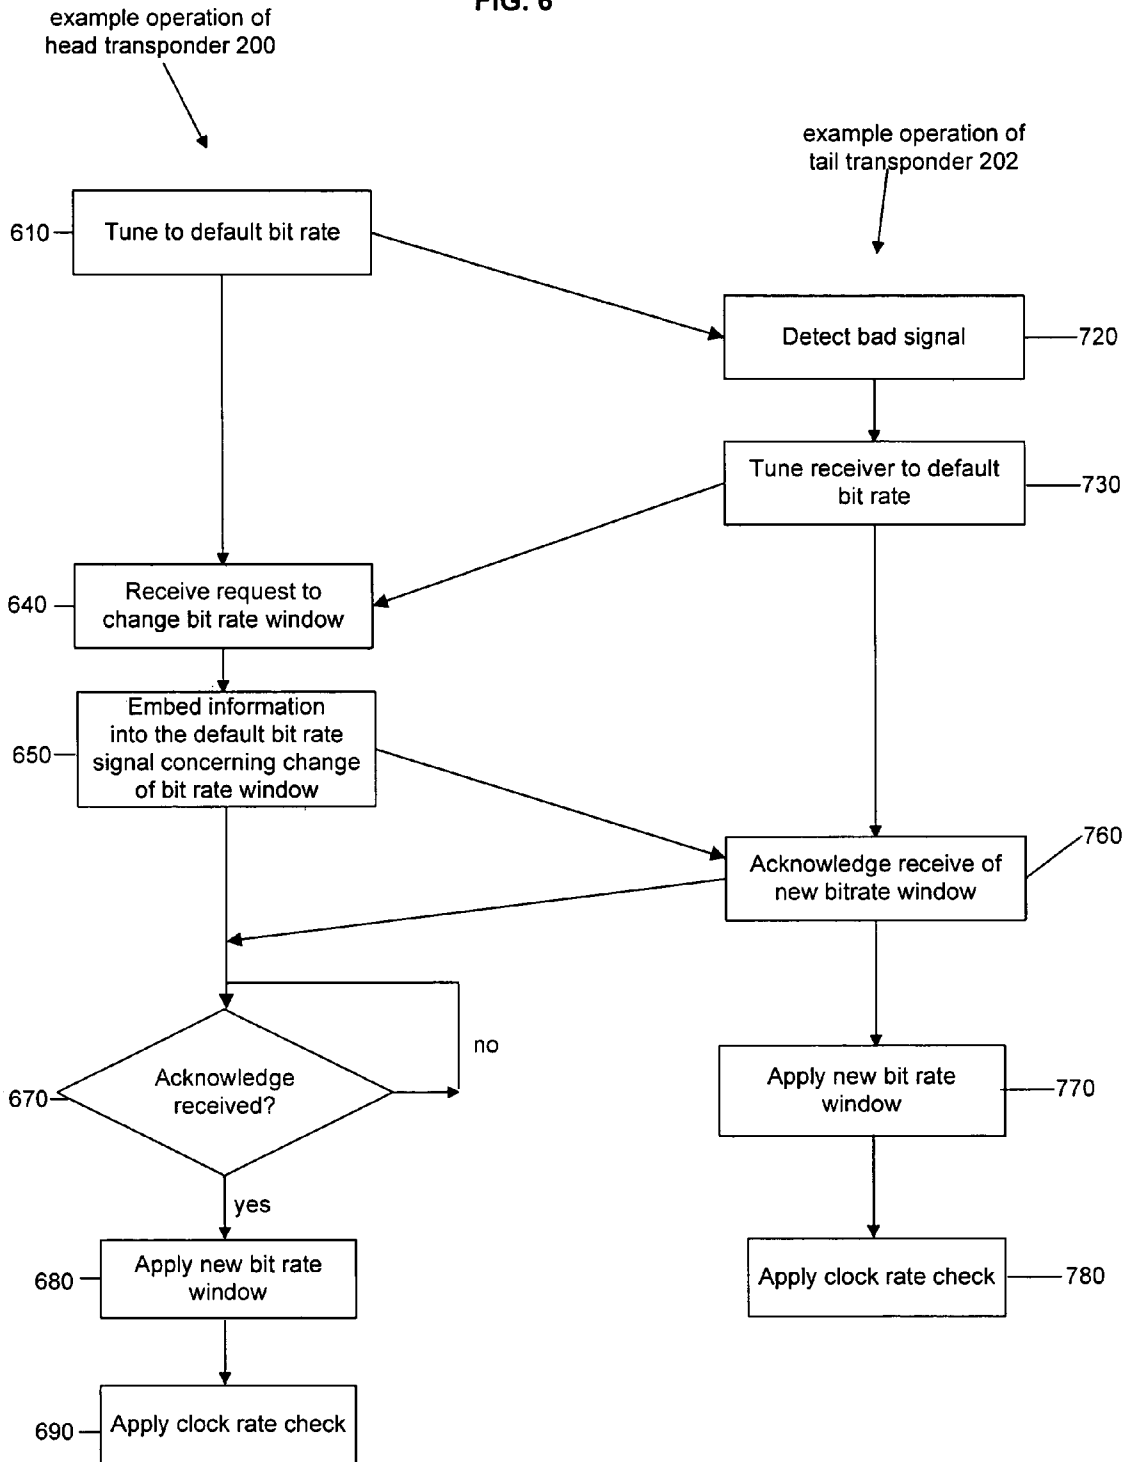 FIG. 6
example operation of
head transponder 200
example operation of
tail transponder 202
610
Tune to default bit rate
Detect bad signal
720
Tune receiver to default
bit rate
730
640
Receive request to
change bit rate window
650
Embed information
into the default bit rate
signal concerning change
of bit rate window
760
Acknowledge receive of
new bitrate window
no
670
Acknowledge
received?
Apply new bit rate
window
770
yes
680
Apply new bit rate
window
Apply clock rate check
780
690
Apply clock rate check